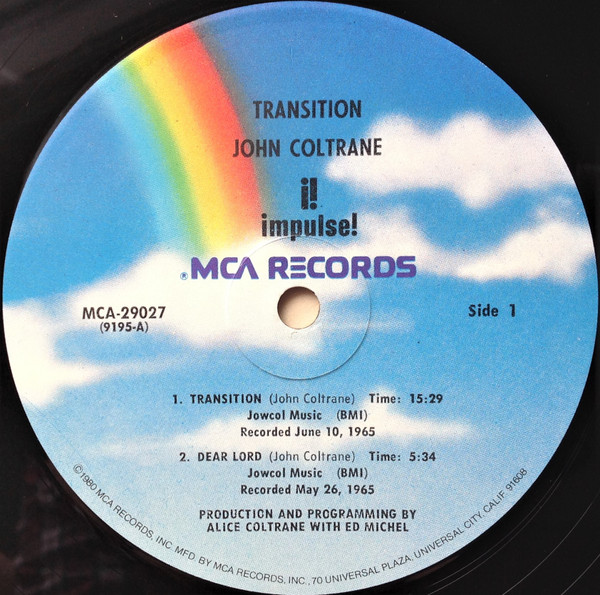 TRANSITION
JOHN COLTRANE
i!
impulse!
® MCA RECORDS
MCA-29027
(9195-A)
Side 1
1. TRANSITION (John Coltrane) Time: 15:29
Jowcol Music (BMI)
Recorded June 10, 1965
2. DEAR LORD (John Coltrane) Time: 5:34
Jowcol Music (BMI)
Recorded May 26, 1965
PRODUCTION AND PROGRAMMING BY
ALICE COLTRANE WITH ED MICHEL
©1980 MCA RECORDS, INC. MFD. BY MCA RECORDS, INC., 70 UNIVERSAL PLAZA, UNIVERSAL CITY, CALIF. 91608